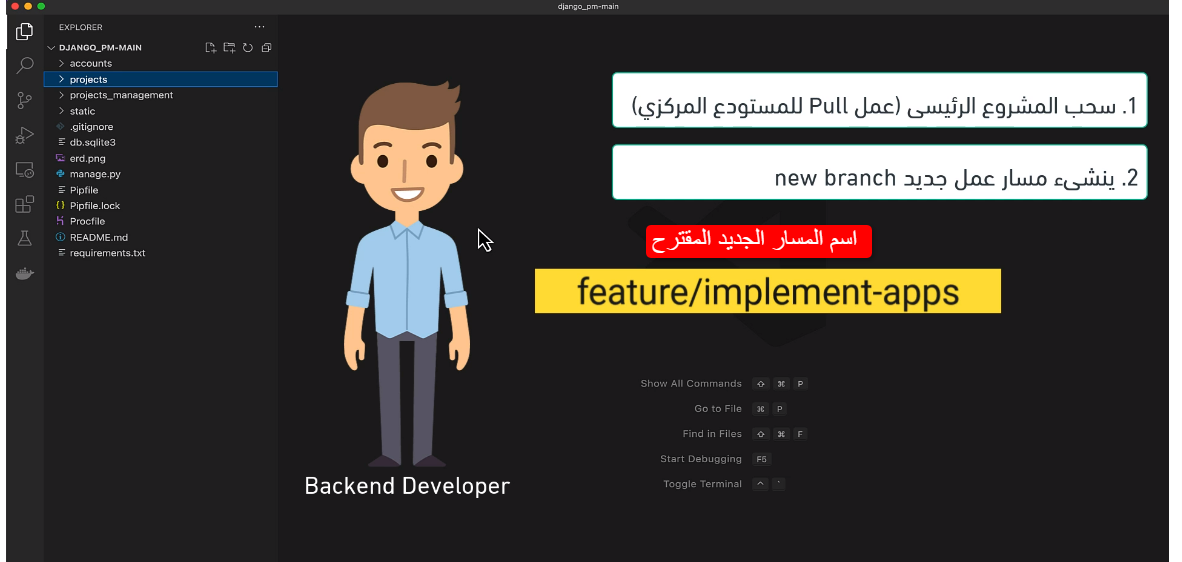 django_pm-main
EXPLORER
DJANGO_PM-MAIN
accounts
projects
projects_management
static
.gitignore
db.sqlite3
erd.png
manage.py
Pipfile
Pipfile.lock
Procfile
README.md
requirements.txt
1. سحب المشروع الرئيسى (عمل Pull للمستودع المركزي)
2. ينشىء مسار عمل جديد new branch
اسم المسار الجديد المقترح
feature/implement-apps
Show All Commands ⇧ ⌘ P
Go to File ⌘ P
Find in Files ⇧ ⌘ F
Start Debugging F5
Toggle Terminal ^ `
Backend Developer